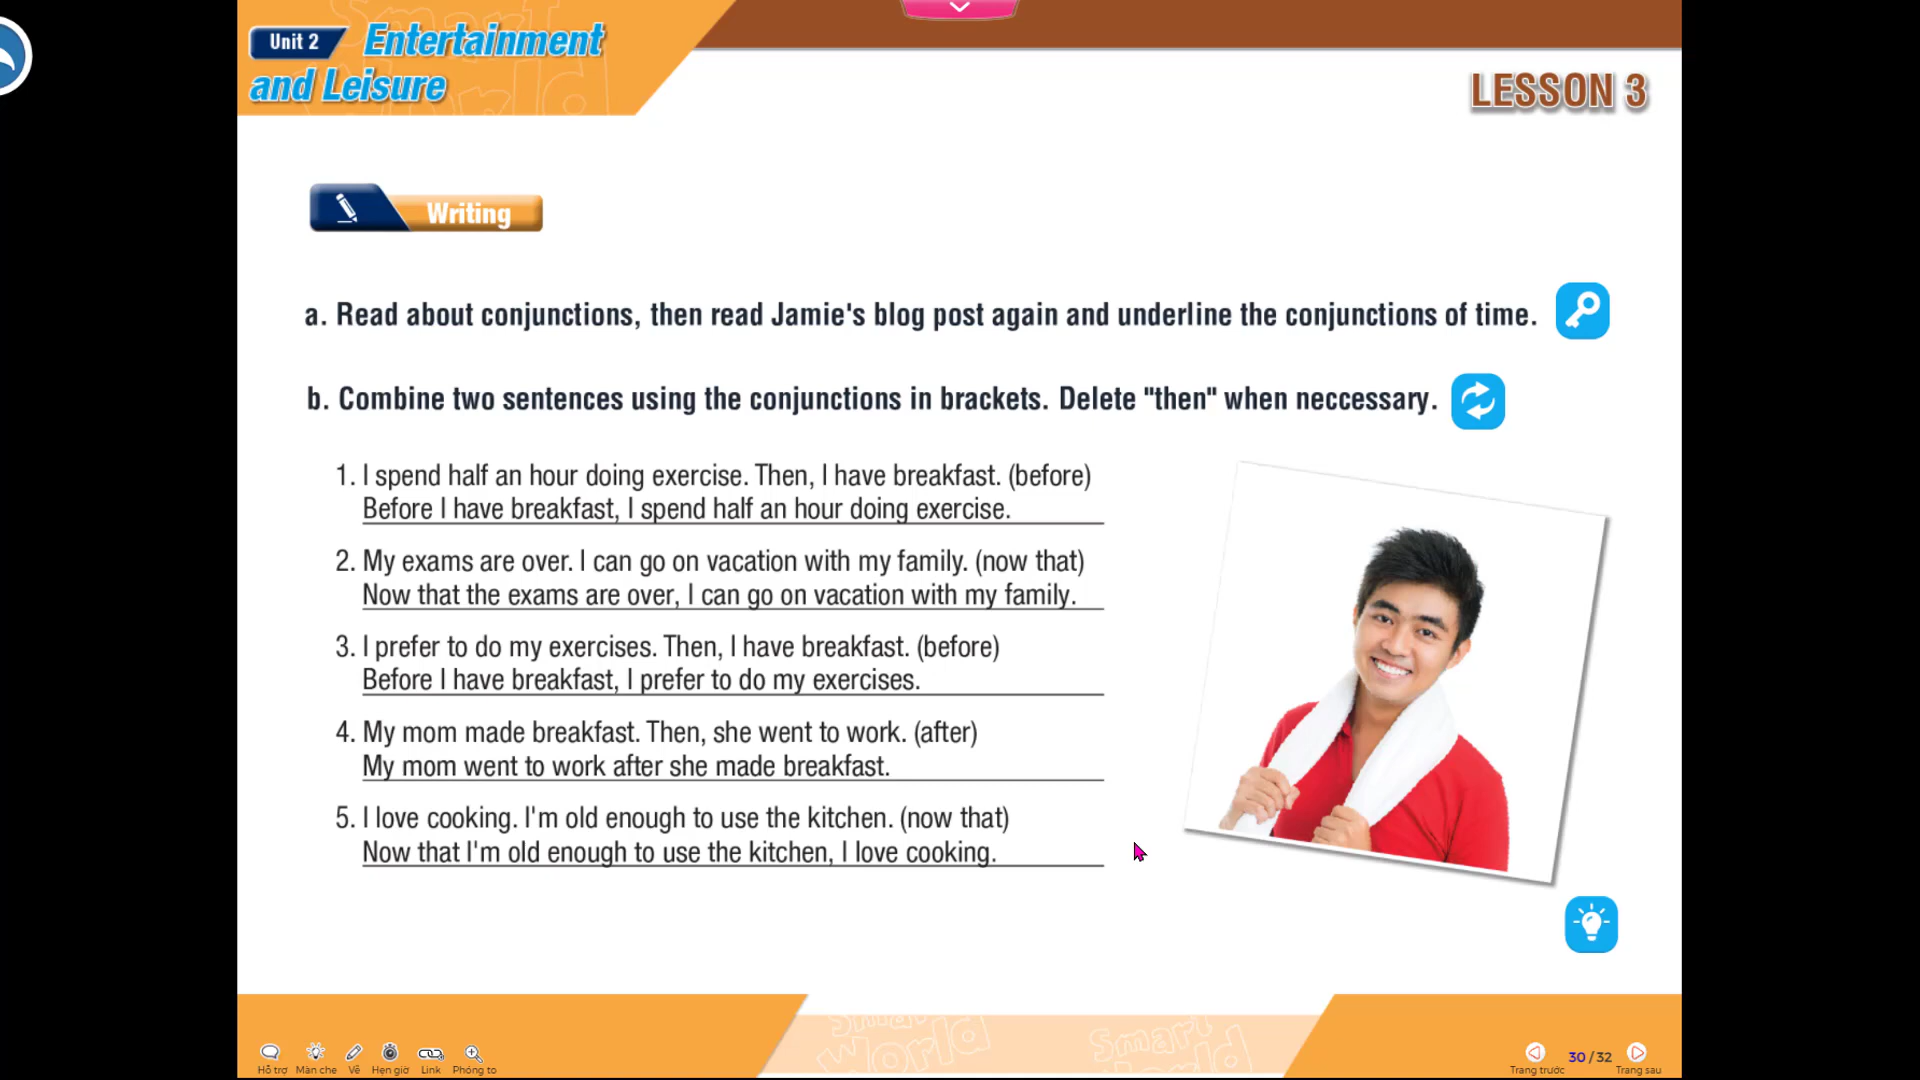 Unit 2 Entertainment
and Leisure
LESSON 3
Writing
a. Read about conjunctions, then read Jamie's blog post again and underline the conjunctions of time.
b. Combine two sentences using the conjunctions in brackets. Delete "then" when neccessary.
1. I spend half an hour doing exercise. Then, I have breakfast. (before)
Before I have breakfast, I spend half an hour doing exercise.
2. My exams are over. I can go on vacation with my family. (now that)
Now that the exams are over, I can go on vacation with my family.
3. I prefer to do my exercises. Then, I have breakfast. (before)
Before I have breakfast, I prefer to do my exercises.
4. My mom made breakfast. Then, she went to work. (after)
My mom went to work after she made breakfast.
5. I love cooking. I'm old enough to use the kitchen. (now that)
Now that I'm old enough to use the kitchen, I love cooking.
Smart World
Smart World
Hỗ trợ Màn che Vẽ Hẹn giờ Link Phóng to
Trang trước 30 / 32 Trang sau